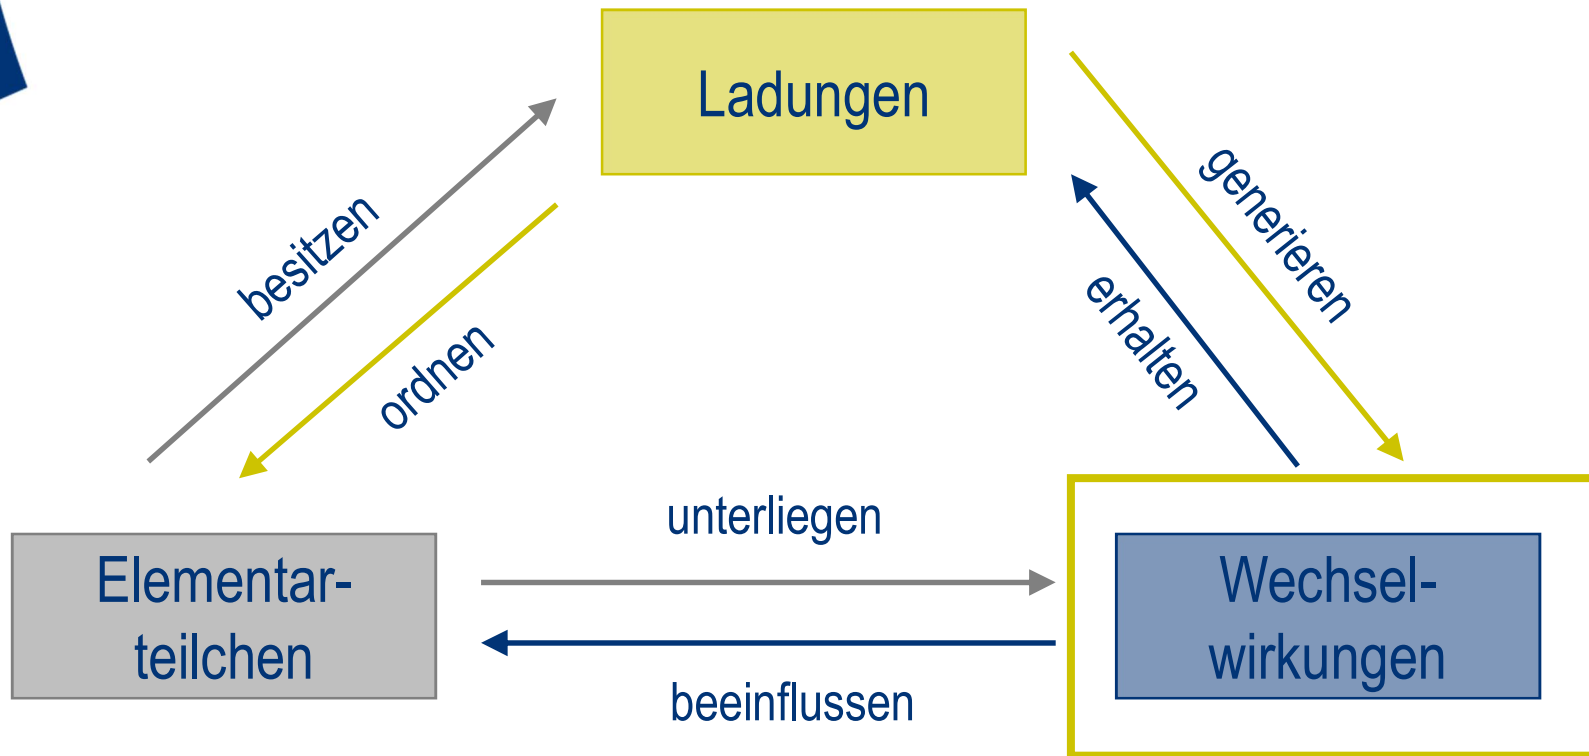 Ladungen
besitzen
ordnen
generieren
erhalten
unterliegen
Elementar-
teilchen
Wechsel-
wirkungen
beeinflussen